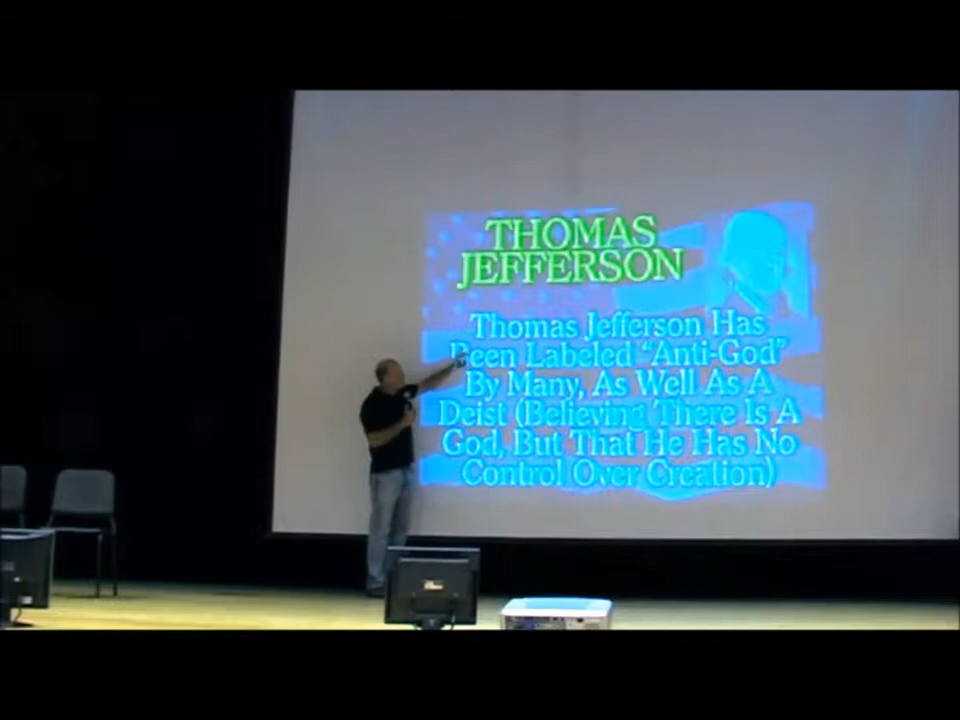 THOMAS
JEFFERSON
Thomas Jefferson Has
Been Labeled “Anti-God”
By Many, As Well As A
Deist (Believing There Is A
God, But That He Has No
Control Over Creation)